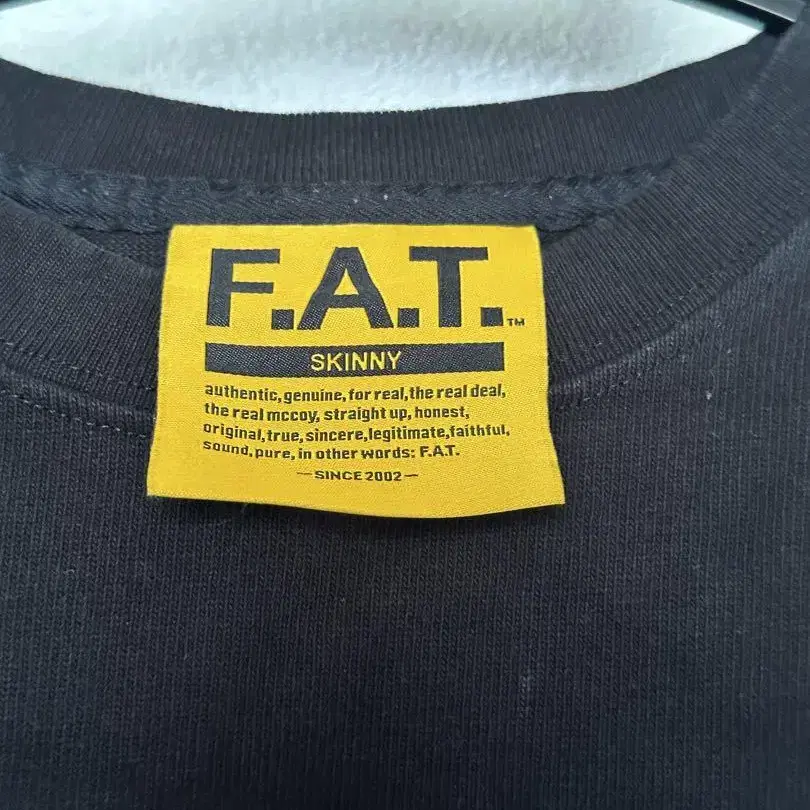 F.A.T.™
SKINNY
authentic, genuine, for real, the real deal,
the real mccoy, straight up, honest,
original, true, sincere, legitimate, faithful,
sound, pure, in other words: F.A.T.
—SINCE 2002—